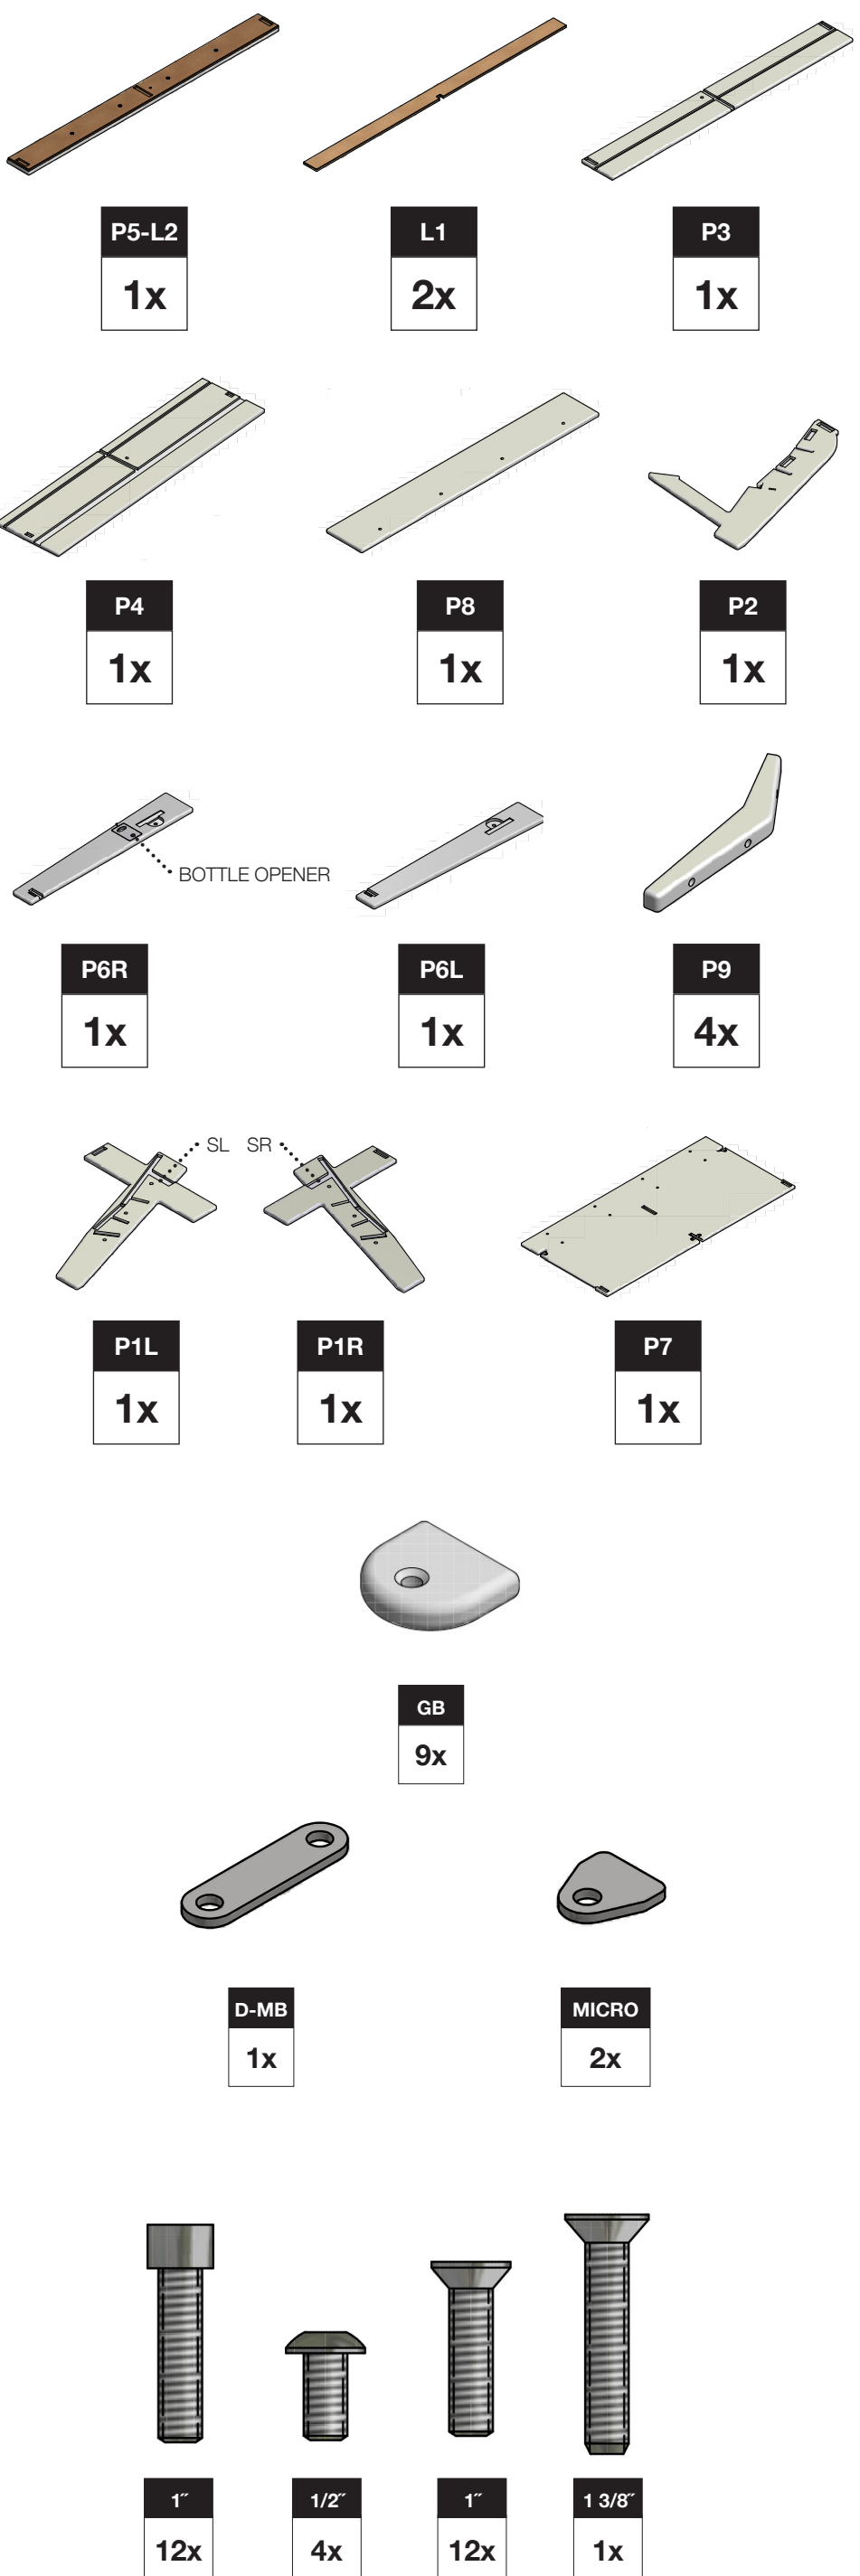 P5-L2 L1 P3
1x 2x 1x
P4 P8 P2
1x 1x 1x
BOTTLE OPENER
P6R P6L P9
1x 1x 4x
SL SR
P1L P1R P7
1x 1x 1x
GB
9x
D-MB MICRO
1x 2x
1″ 1/2″ 1″ 1 3/8″
12x 4x 12x 1x